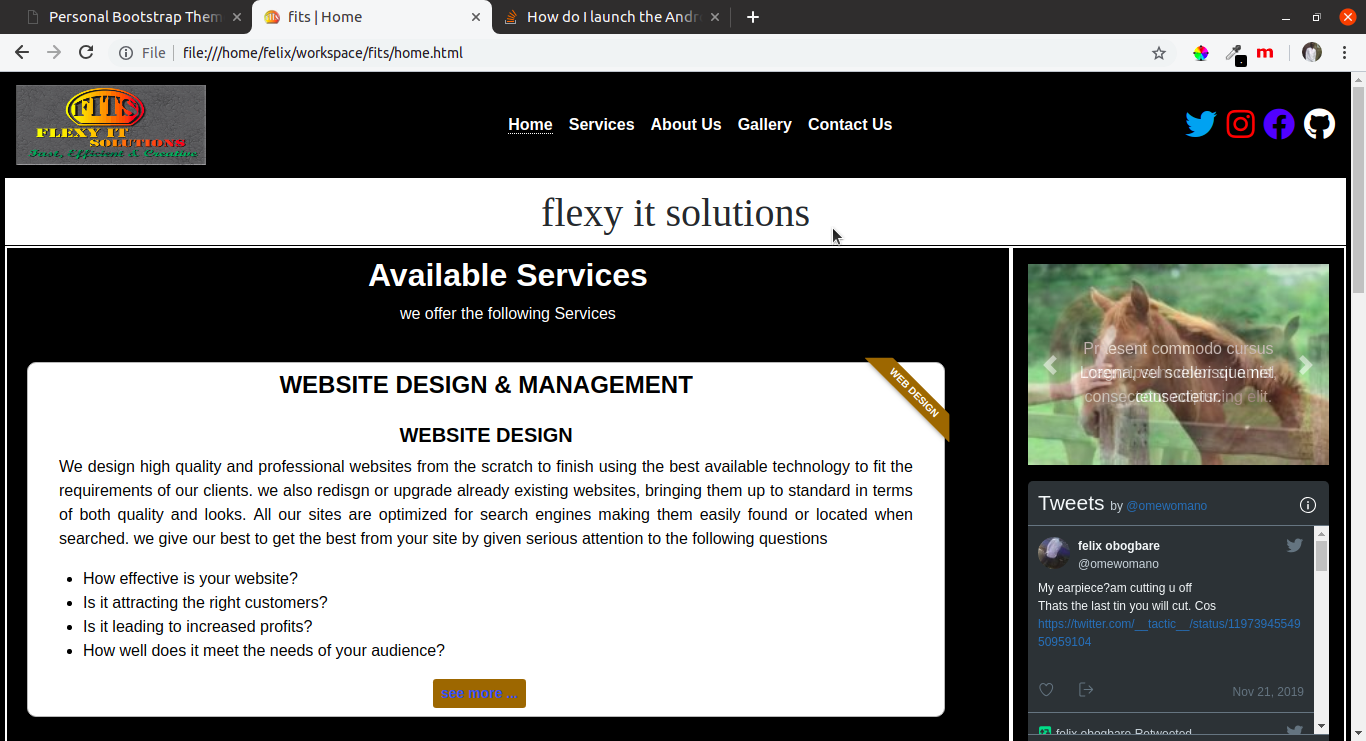 Personal Bootstrap Them
fits | Home
How do I launch the Andr
File
file:///home/felix/workspace/fits/home.html
m
FITS
FLEXY IT
SOLUTIONS
Fast, Efficient & Creative
Home
Services
About Us
Gallery
Contact Us
flexy it solutions
Available Services
we offer the following Services
WEBSITE DESIGN & MANAGEMENT
WEB DESIGN
WEBSITE DESIGN
We design high quality and professional websites from the scratch to finish using the best available technology to fit the
requirements of our clients. we also redisgn or upgrade already existing websites, bringing them up to standard in terms
of both quality and looks. All our sites are optimized for search engines making them easily found or located when
searched. we give our best to get the best from your site by given serious attention to the following questions
How effective is your website?
Is it attracting the right customers?
Is it leading to increased profits?
How well does it meet the needs of your audience?
see more ...
Praesent commodo cursus
Tweets by @omewomano
felix obogbare
@omewomano
My earpiece?am cutting u off
Thats the last tin you will cut. Cos
https://twitter.com/__tactic__/status/11973945549
50959104
Nov 21, 2019
felix obogbare Retweeted